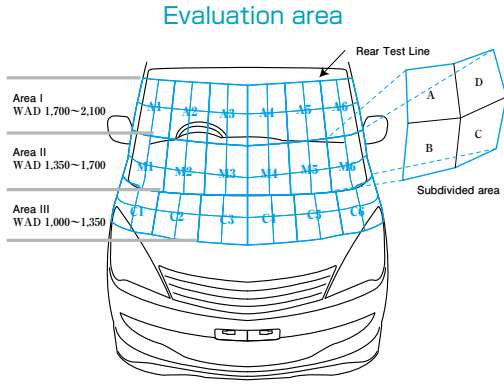 Evaluation area
Rear Test Line
Area I
WAD 1,700~2,100
A1 A2 A3 A4 A5 A6
A D
B C
Subdivided area
Area II
WAD 1,350~1,700
M1 M2 M3 M4 M5 M6
Area III
WAD 1,000~1,350
C1 C2 C3 C4 C5 C6